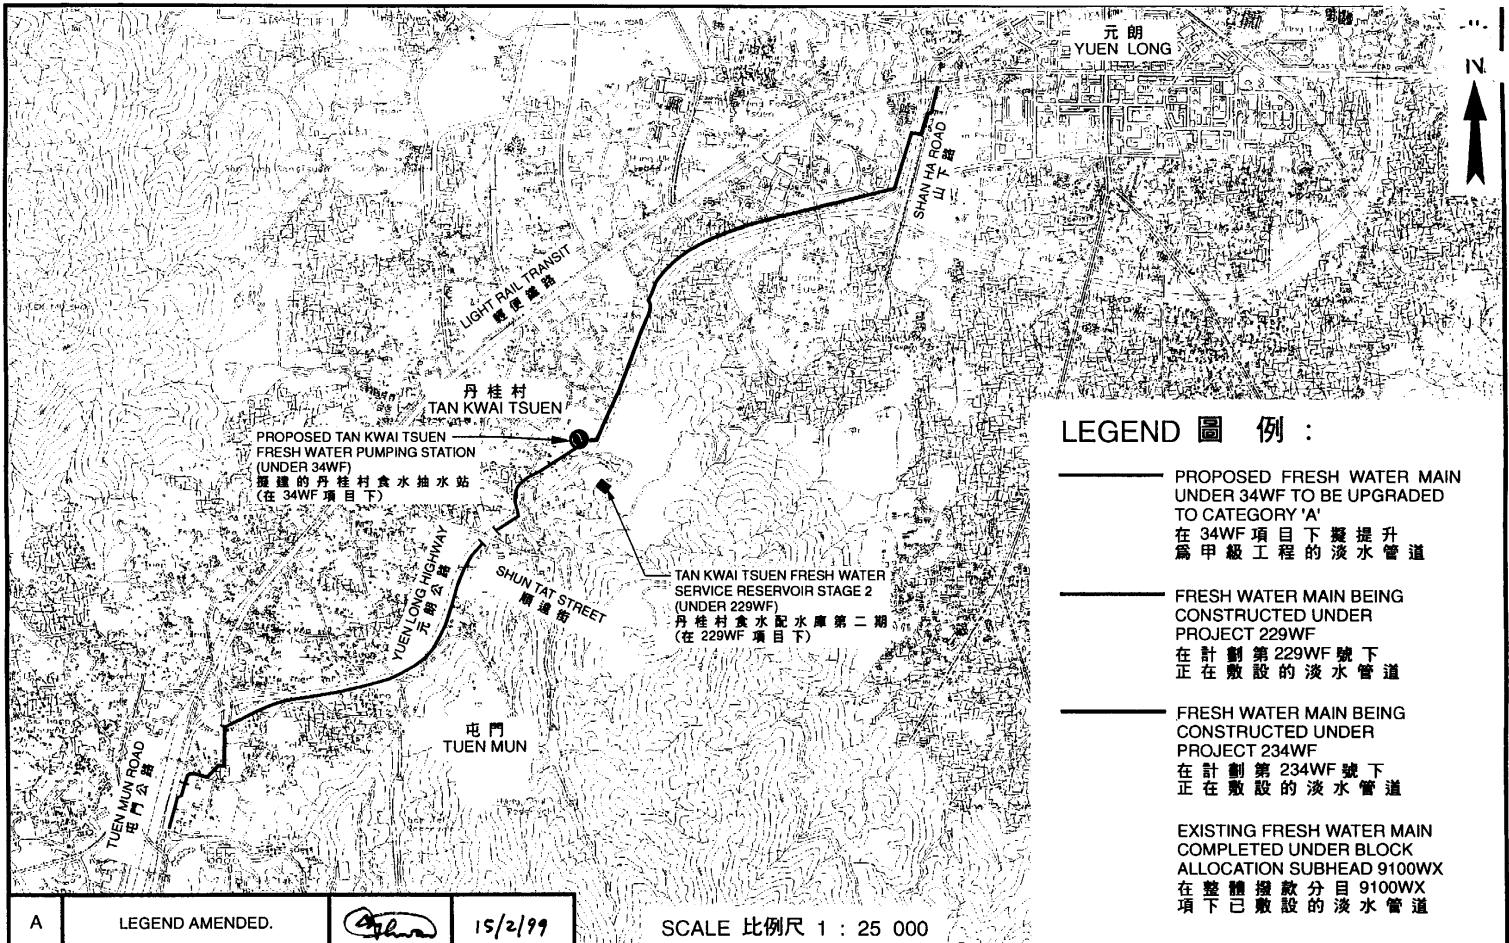 元 朗
YUEN LONG
N
SHAN HA ROAD
山 下 路
LIGHT RAIL TRANSIT
輕 便 鐵 路
丹 桂 村
TAN KWAI TSUEN
PROPOSED TAN KWAI TSUEN
FRESH WATER PUMPING STATION
(UNDER 34WF)
擬 建 的 丹 桂 村 食 水 抽 水 站
(在 34WF 項 目 下)
YUEN LONG HIGHWAY
元 朗 公 路
SHUN TAT STREET
順 達 街
TAN KWAI TSUEN FRESH WATER
SERVICE RESERVOIR STAGE 2
(UNDER 229WF)
丹 桂 村 食 水 配 水 庫 第 二 期
(在 229WF 項 目 下)
屯 門
TUEN MUN
TUEN MUN ROAD
屯 門 公 路
LEGEND 圖 例 :
PROPOSED FRESH WATER MAIN
UNDER 34WF TO BE UPGRADED
TO CATEGORY 'A'
在 34WF 項 目 下 擬 提 升
爲 甲 級 工 程 的 淡 水 管 道
FRESH WATER MAIN BEING
CONSTRUCTED UNDER
PROJECT 229WF
在 計 劃 第 229WF 號 下
正 在 敷 設 的 淡 水 管 道
FRESH WATER MAIN BEING
CONSTRUCTED UNDER
PROJECT 234WF
在 計 劃 第 234WF 號 下
正 在 敷 設 的 淡 水 管 道
EXISTING FRESH WATER MAIN
COMPLETED UNDER BLOCK
ALLOCATION SUBHEAD 9100WX
在 整 體 撥 款 分 目 9100WX
項 下 已 敷 設 的 淡 水 管 道
A LEGEND AMENDED. 15/2/99
SCALE 比例尺 1 : 25 000